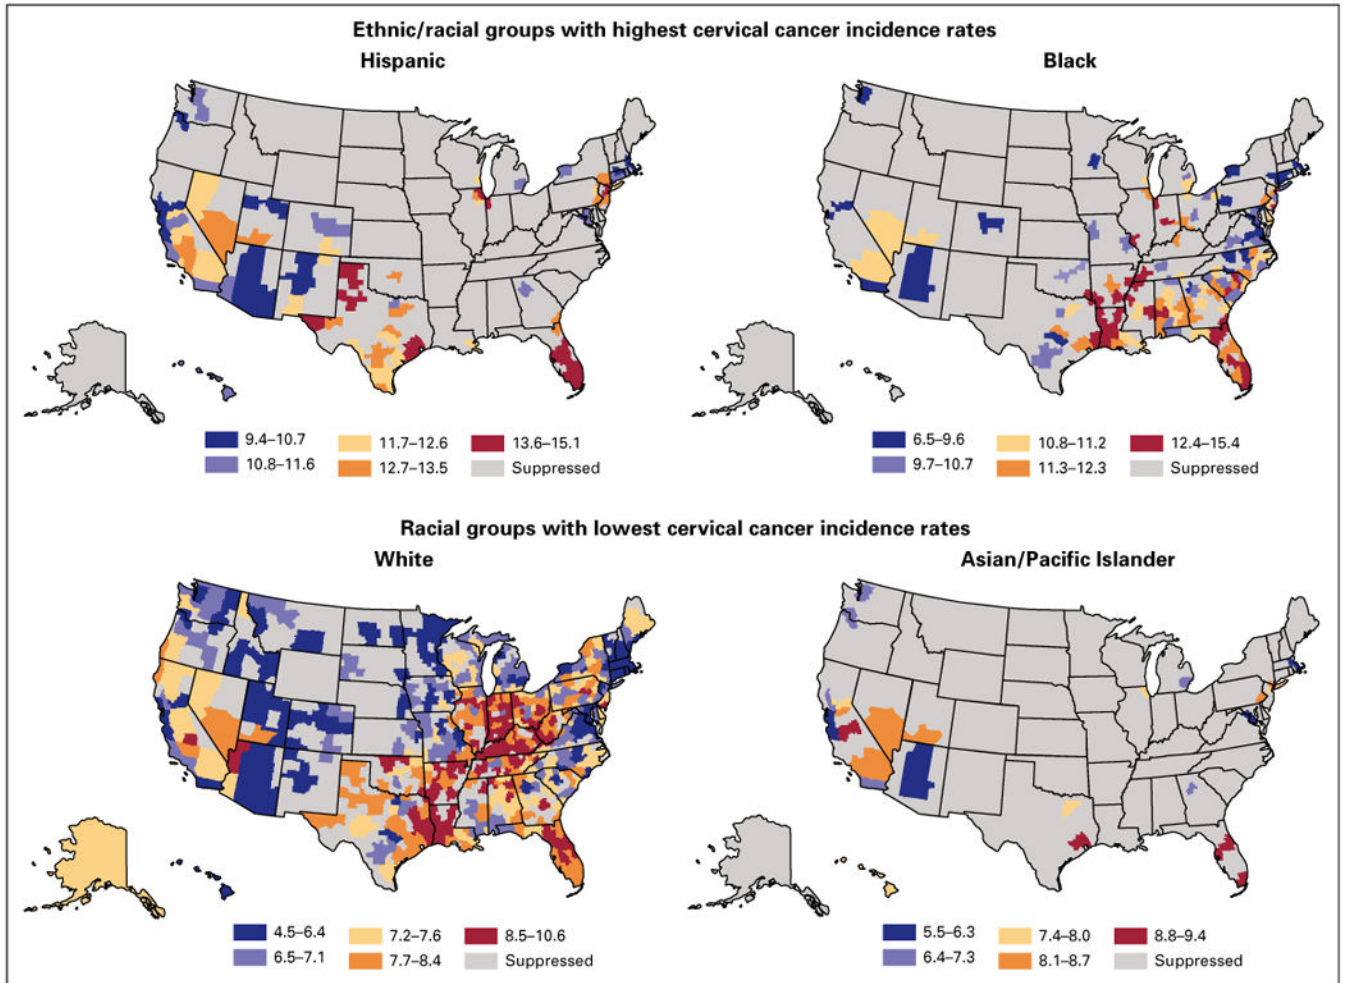 Ethnic/racial groups with highest cervical cancer incidence rates
Hispanic
Black
9.4–10.7
11.7–12.6
13.6–15.1
10.8–11.6
12.7–13.5
Suppressed
6.5–9.6
10.8–11.2
12.4–15.4
9.7–10.7
11.3–12.3
Suppressed
Racial groups with lowest cervical cancer incidence rates
White
Asian/Pacific Islander
4.5–6.4
7.2–7.6
8.5–10.6
6.5–7.1
7.7–8.4
Suppressed
5.5–6.3
7.4–8.0
8.8–9.4
6.4–7.3
8.1–8.7
Suppressed